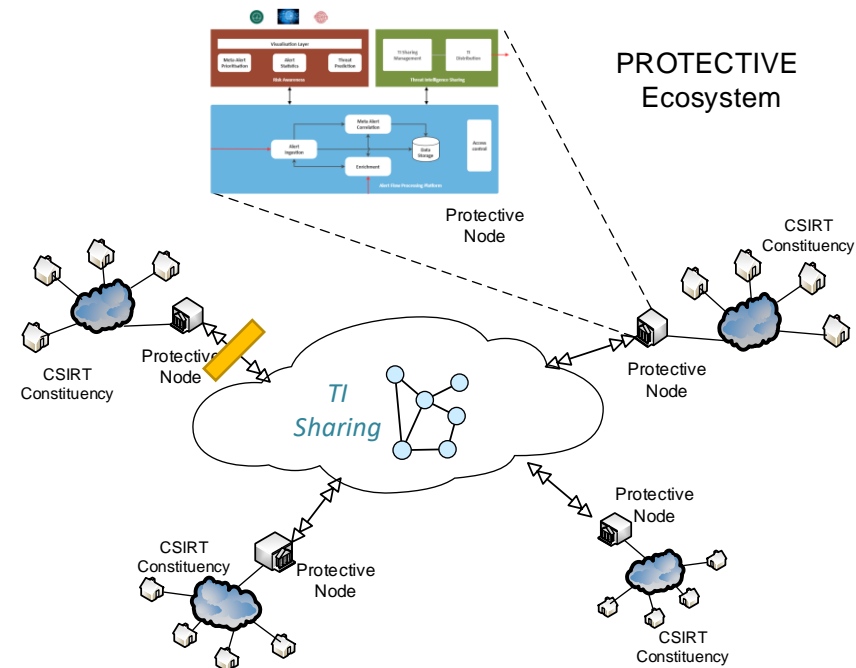 PROTECTIVE
Ecosystem
Visualisation Layer
Meta-Alert
Prioritisation
Alert
Statistics
Threat
Prediction
Risk Awareness
TI Sharing
Management
TI
Distribution
Threat Intelligence Sharing
Meta Alert
Correlation
Alert
Ingestion
Data
Storage
Access
control
Enrichment
Alert Flow Processing Platform
Protective
Node
CSIRT
Constituency
Protective
Node
CSIRT
Constituency
Protective
Node
TI
Sharing
Protective
Node
CSIRT
Constituency
Protective
Node
CSIRT
Constituency